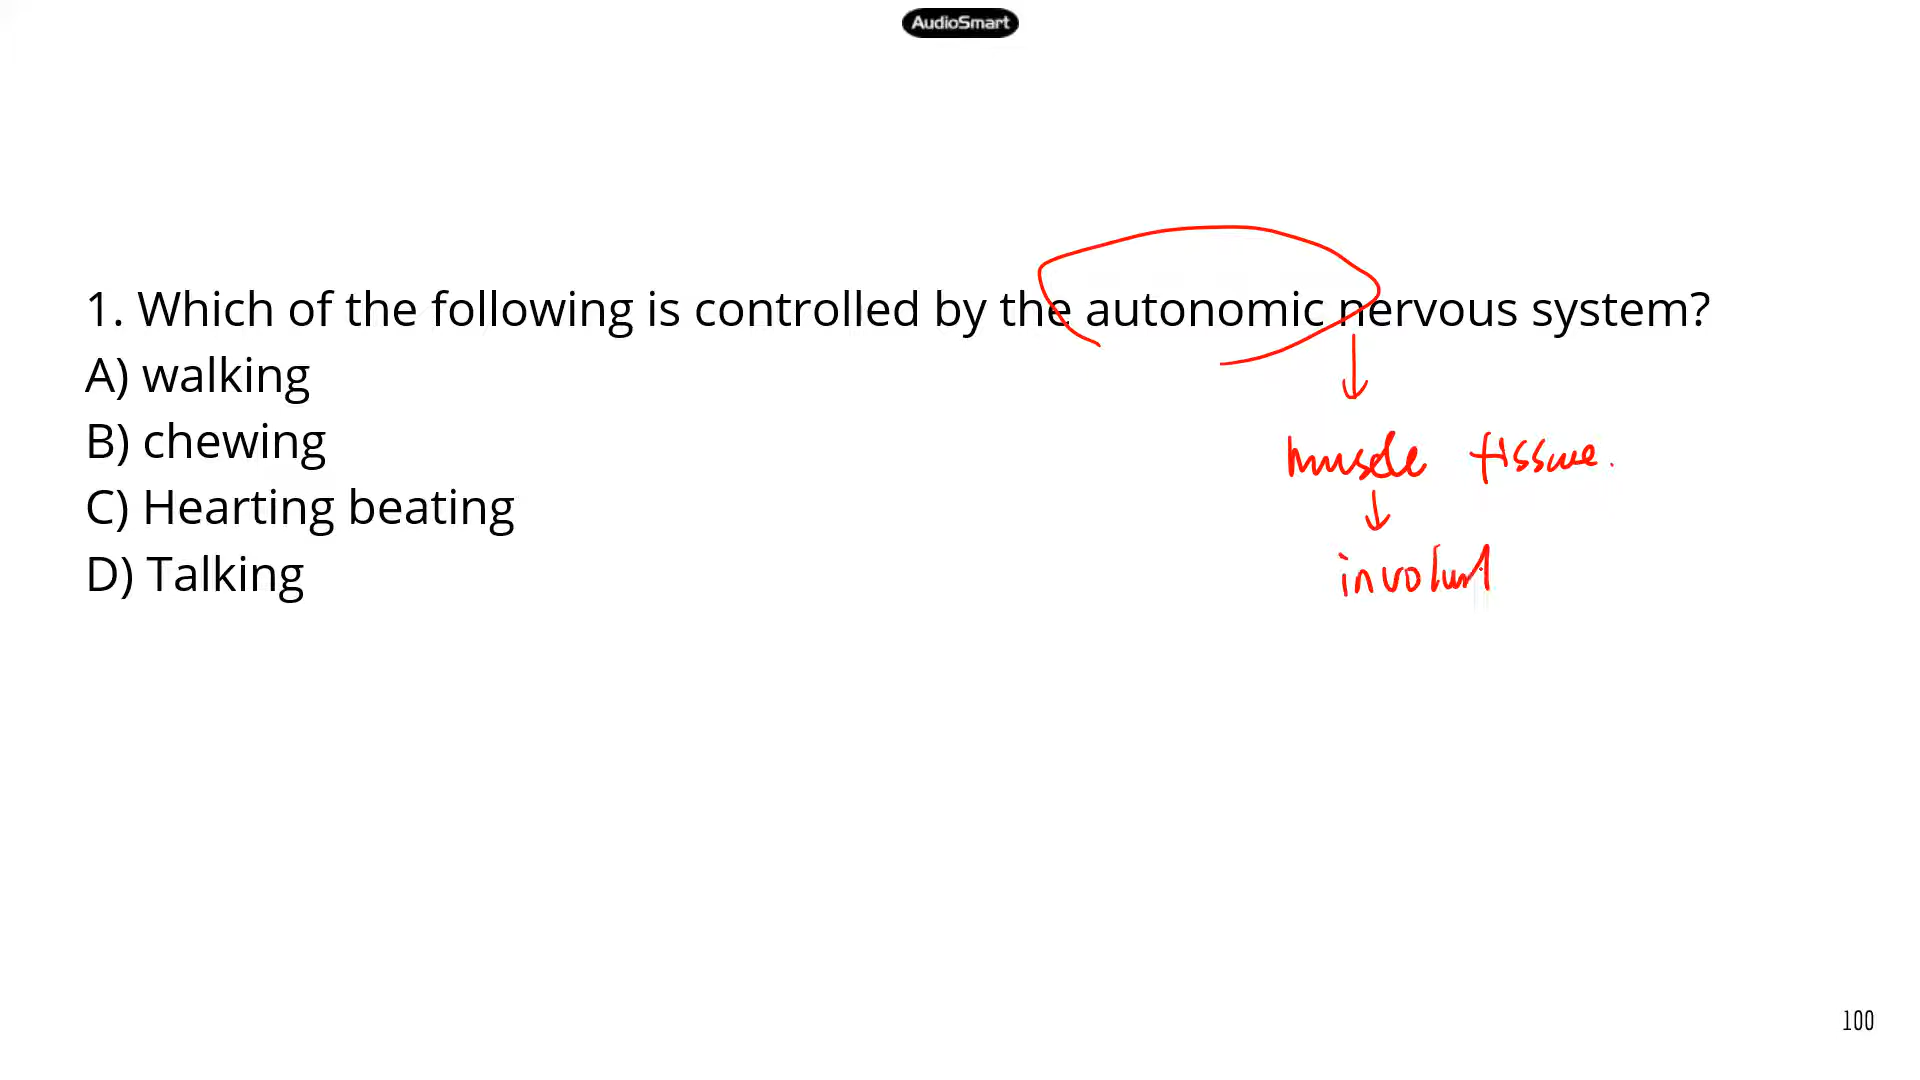 AudioSmart
1. Which of the following is controlled by the autonomic nervous system?
A) walking
B) chewing
C) Hearting beating
D) Talking
muscle tissue.
involunt
100